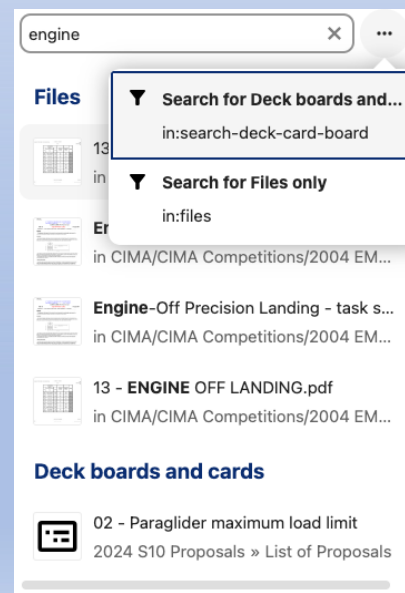 engine
Files
Search for Deck boards and...
in:search-deck-card-board
Search for Files only
in:files
13
in
En
in CIMA/CIMA Competitions/2004 EM...
Engine-Off Precision Landing - task s...
in CIMA/CIMA Competitions/2004 EM...
13 - ENGINE OFF LANDING.pdf
in CIMA/CIMA Competitions/2004 EM...
Deck boards and cards
02 - Paraglider maximum load limit
2024 S10 Proposals » List of Proposals